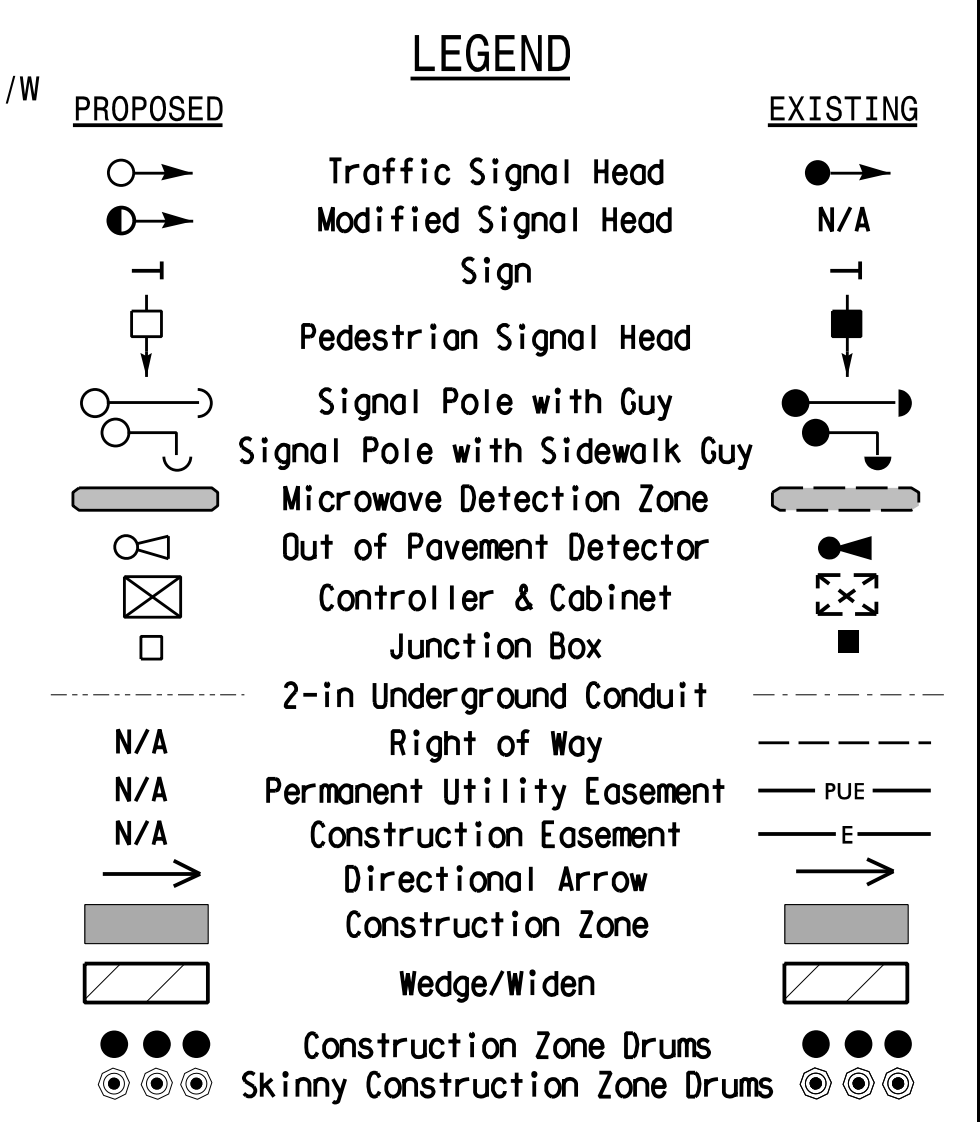 LEGEND
/W
PROPOSED EXISTING
Traffic Signal Head
Modified Signal Head N/A
Sign
Pedestrian Signal Head
Signal Pole with Guy
Signal Pole with Sidewalk Guy
Microwave Detection Zone
Out of Pavement Detector
Controller & Cabinet
Junction Box
2-in Underground Conduit
N/A Right of Way
N/A Permanent Utility Easement PUE
N/A Construction Easement E
Directional Arrow
Construction Zone
Wedge/Widen
Construction Zone Drums
Skinny Construction Zone Drums